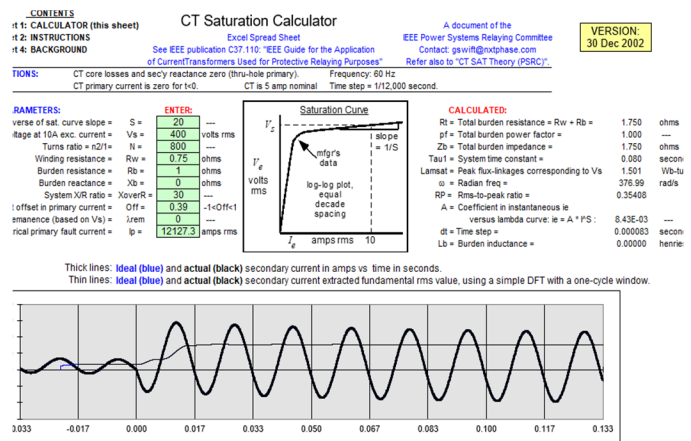 CONTENTS
et 1: CALCULATOR (this sheet)
et 2: INSTRUCTIONS
et 4: BACKGROUND
CT Saturation Calculator
Excel Spread Sheet
See IEEE publication C37.110: "IEEE Guide for the Application
of CurrentTransformers Used for Protective Relaying Purposes"
A document of the
IEEE Power Systems Relaying Committee
Contact: gswift@nxtphase.com
Refer also to "CT SAT Theory (PSRC)".
VERSION:
30 Dec 2002
TIONS: CT core losses and sec'y reactance zero (thru-hole primary). Frequency: 60 Hz
CT primary current is zero for t<0. CT is 5 amp nominal Time step = 1/12,000 second.
RAMETERS: ENTER:
verse of sat. curve slope = S = 20 ---
ltage at 10A exc. current = Vs = 400 volts rms
Turns ratio = n2/1= N = 800 ---
Winding resistance = Rw = 0.75 ohms
Burden resistance = Rb = 1 ohms
Burden reactance = Xb = 0 ohms
System X/R ratio = XoverR = 30 ---
t offset in primary current = Off = 0.39 -1<Off<1
emanence (based on Vs) = λrem 0 ---
rical primary fault current = Ip = 12127.3 amps rms
Saturation Curve
Vs
slope
= 1/S
mfgr's
data
Ve
volts
rms
log-log plot,
equal
decade
spacing
Ie amps rms 10
CALCULATED:
Rt = Total burden resistance = Rw + Rb = 1.750 ohms
pf = Total burden power factor = 1.000 ---
Zb = Total burden impedance = 1.750 ohms
Tau1 = System time constant = 0.080 secon
Lamsat = Peak flux-linkages corresponding to Vs 1.501 Wb-tu
ω = Radian freq = 376.99 rad/s
RP = Rms-to-peak ratio = 0.35408
A = Coefficient in instantaneous ie
versus lambda curve: ie = A * l^S : 8.43E-03 ---
dt = Time step = 0.000083 secon
Lb = Burden inductance = 0.00000 henrie
Thick lines: Ideal (blue) and actual (black) secondary current in amps vs time in seconds.
Thin lines: Ideal (blue) and actual (black) secondary current extracted fundamental rms value, using a simple DFT with a one-cycle window.
0.033 -0.017 0.000 0.017 0.033 0.050 0.067 0.083 0.100 0.117 0.133